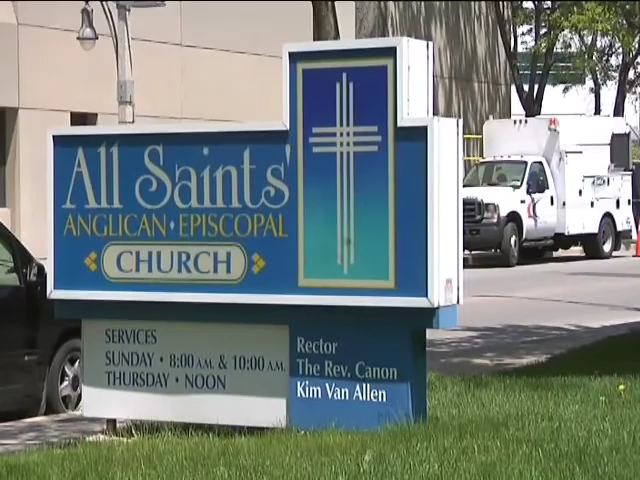 All Saints'
ANGLICAN · EPISCOPAL
CHURCH
SERVICES
SUNDAY · 8:00 A.M. & 10:00 A.M.
THURSDAY · NOON
Rector
The Rev. Canon
Kim Van Allen